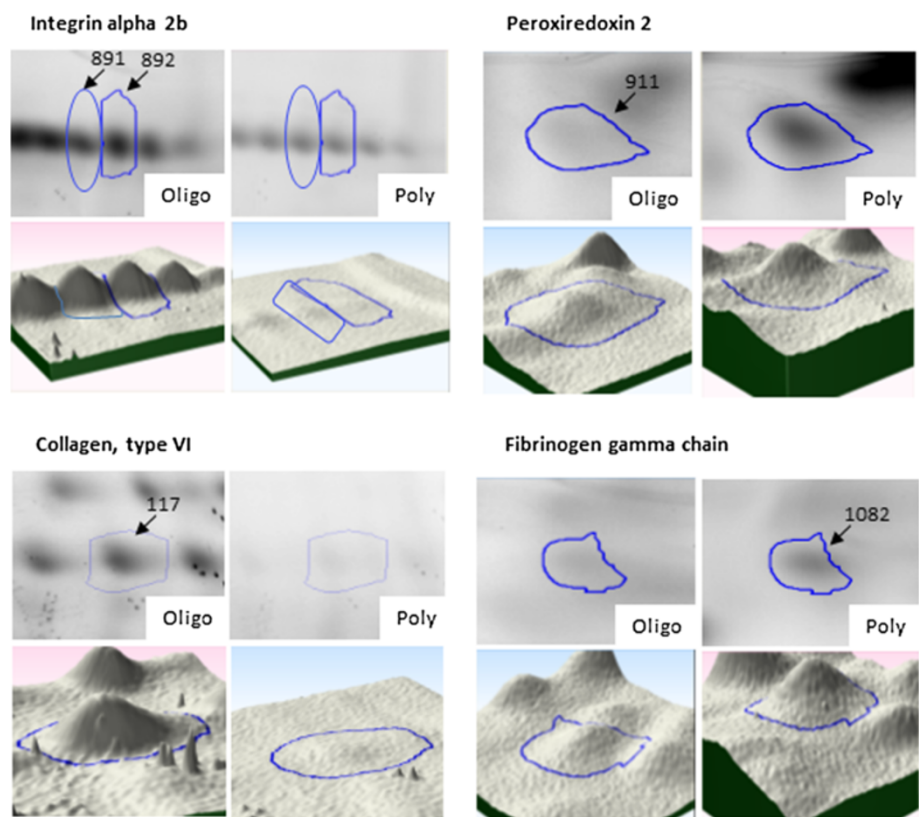 Integrin alpha 2b
891 892
Oligo
Poly
Peroxiredoxin 2
911
Oligo
Poly
Collagen, type VI
117
Oligo
Poly
Fibrinogen gamma chain
1082
Oligo
Poly